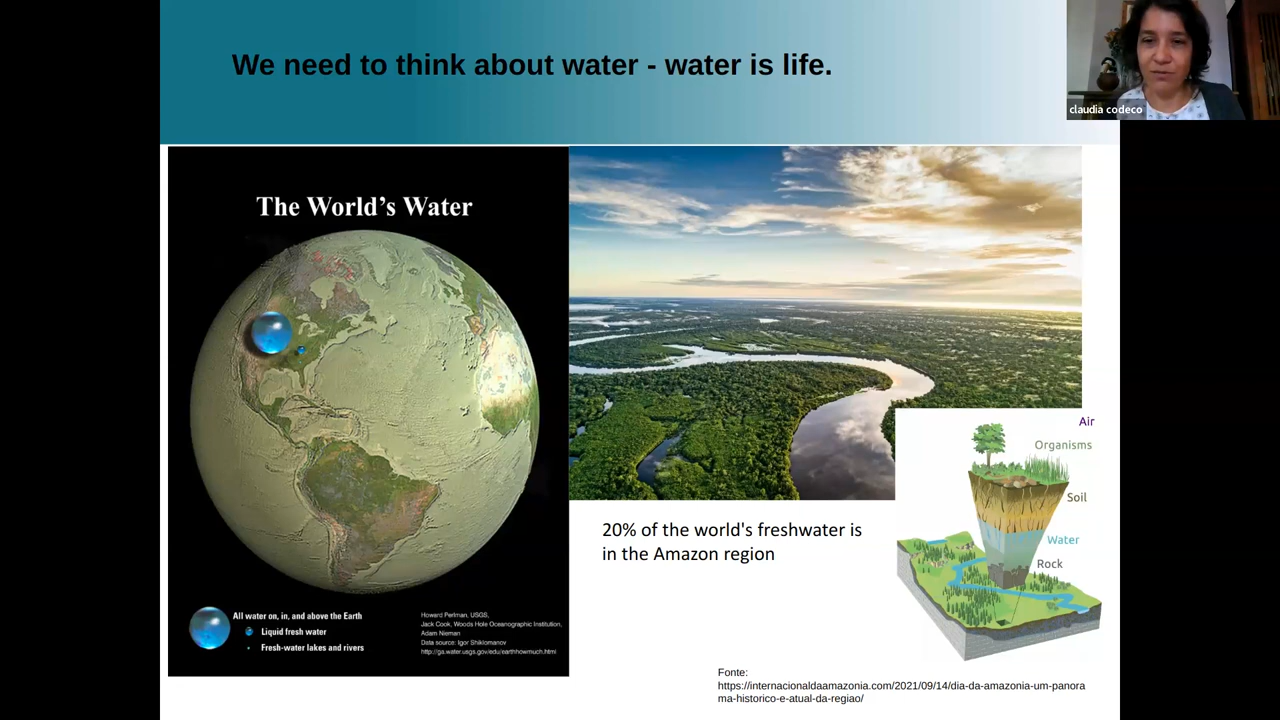 We need to think about water - water is life.
claudia codeco
The World's Water
All water on, in, and above the Earth
Liquid fresh water
Fresh-water lakes and rivers
Howard Perlman, USGS,
Jack Cook, Woods Hole Oceanographic Institution,
Adam Nieman
Data source: Igor Shiklomanov
http://ga.water.usgs.gov/edu/earthhowmuch.html
20% of the world's freshwater is
in the Amazon region
Air
Organisms
Soil
Water
Rock
Fonte:
https://internacionaldaamazonia.com/2021/09/14/dia-da-amazonia-um-panora
ma-historico-e-atual-da-regiao/